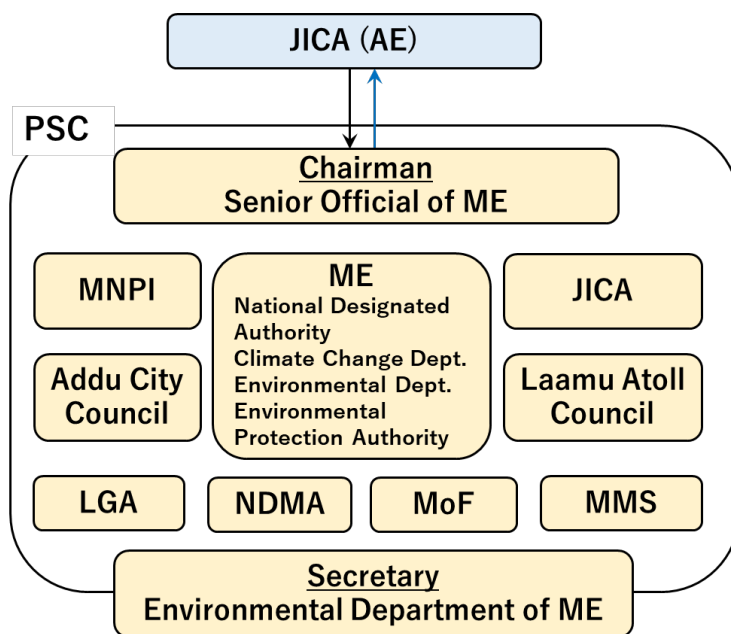 JICA (AE)
PSC
Chairman
Senior Official of ME
MNPI
ME
National Designated
Authority
Climate Change Dept.
Environmental Dept.
Environmental
Protection Authority
JICA
Addu City
Council
Laamu Atoll
Council
LGA
NDMA
MoF
MMS
Secretary
Environmental Department of ME